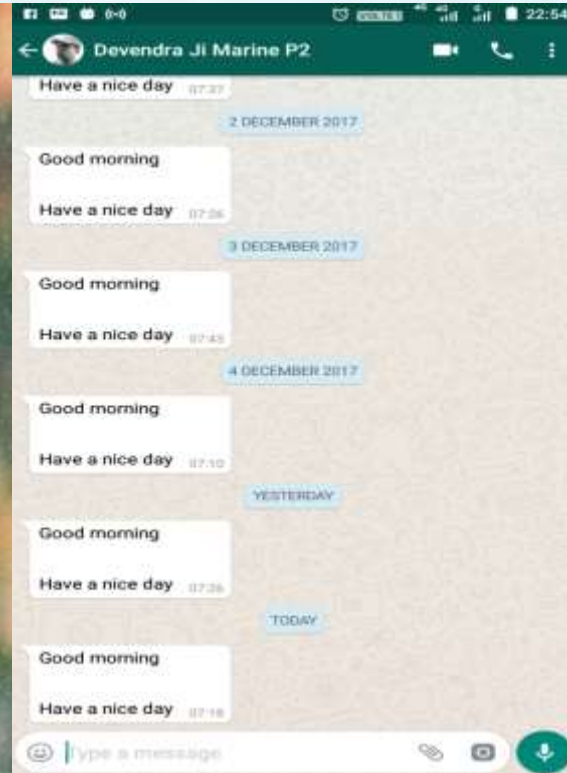 22:54
Devendra Ji Marine P2
Have a nice day 07:37
2 DECEMBER 2017
Good morning
Have a nice day 07:26
3 DECEMBER 2017
Good morning
Have a nice day 07:43
4 DECEMBER 2017
Good morning
Have a nice day 07:10
YESTERDAY
Good morning
Have a nice day 07:26
TODAY
Good morning
Have a nice day 07:18
Type a message